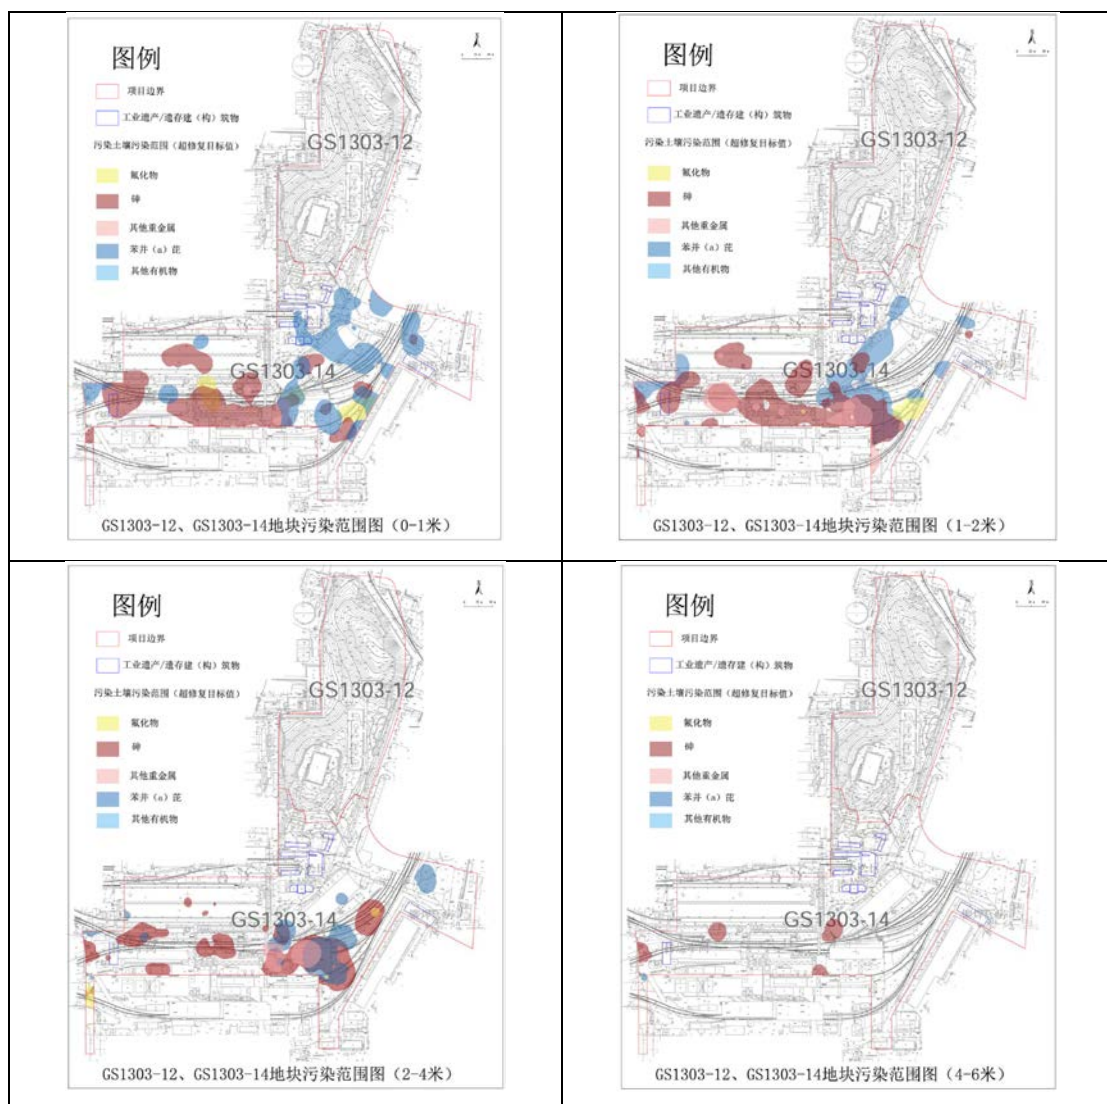 图例
项目边界
工业遗产/遗存建（构）筑物
污染土壤污染范围（超修复目标值）
氟化物
砷
其他重金属
苯并（a）芘
其他有机物
GS1303-12
GS1303-14
GS1303-12、GS1303-14地块污染范围图（0-1米）
图例
项目边界
工业遗产/遗存建（构）筑物
污染土壤污染范围（超修复目标值）
氟化物
砷
其他重金属
苯并（a）芘
其他有机物
GS1303-12
GS1303-14
GS1303-12、GS1303-14地块污染范围图（1-2米）
图例
项目边界
工业遗产/遗存建（构）筑物
污染土壤污染范围（超修复目标值）
氟化物
砷
其他重金属
苯并（a）芘
其他有机物
GS1303-12
GS1303-14
GS1303-12、GS1303-14地块污染范围图（2-4米）
图例
项目边界
工业遗产/遗存建（构）筑物
污染土壤污染范围（超修复目标值）
氟化物
砷
其他重金属
苯并（a）芘
其他有机物
GS1303-12
GS1303-14
GS1303-12、GS1303-14地块污染范围图（4-6米）